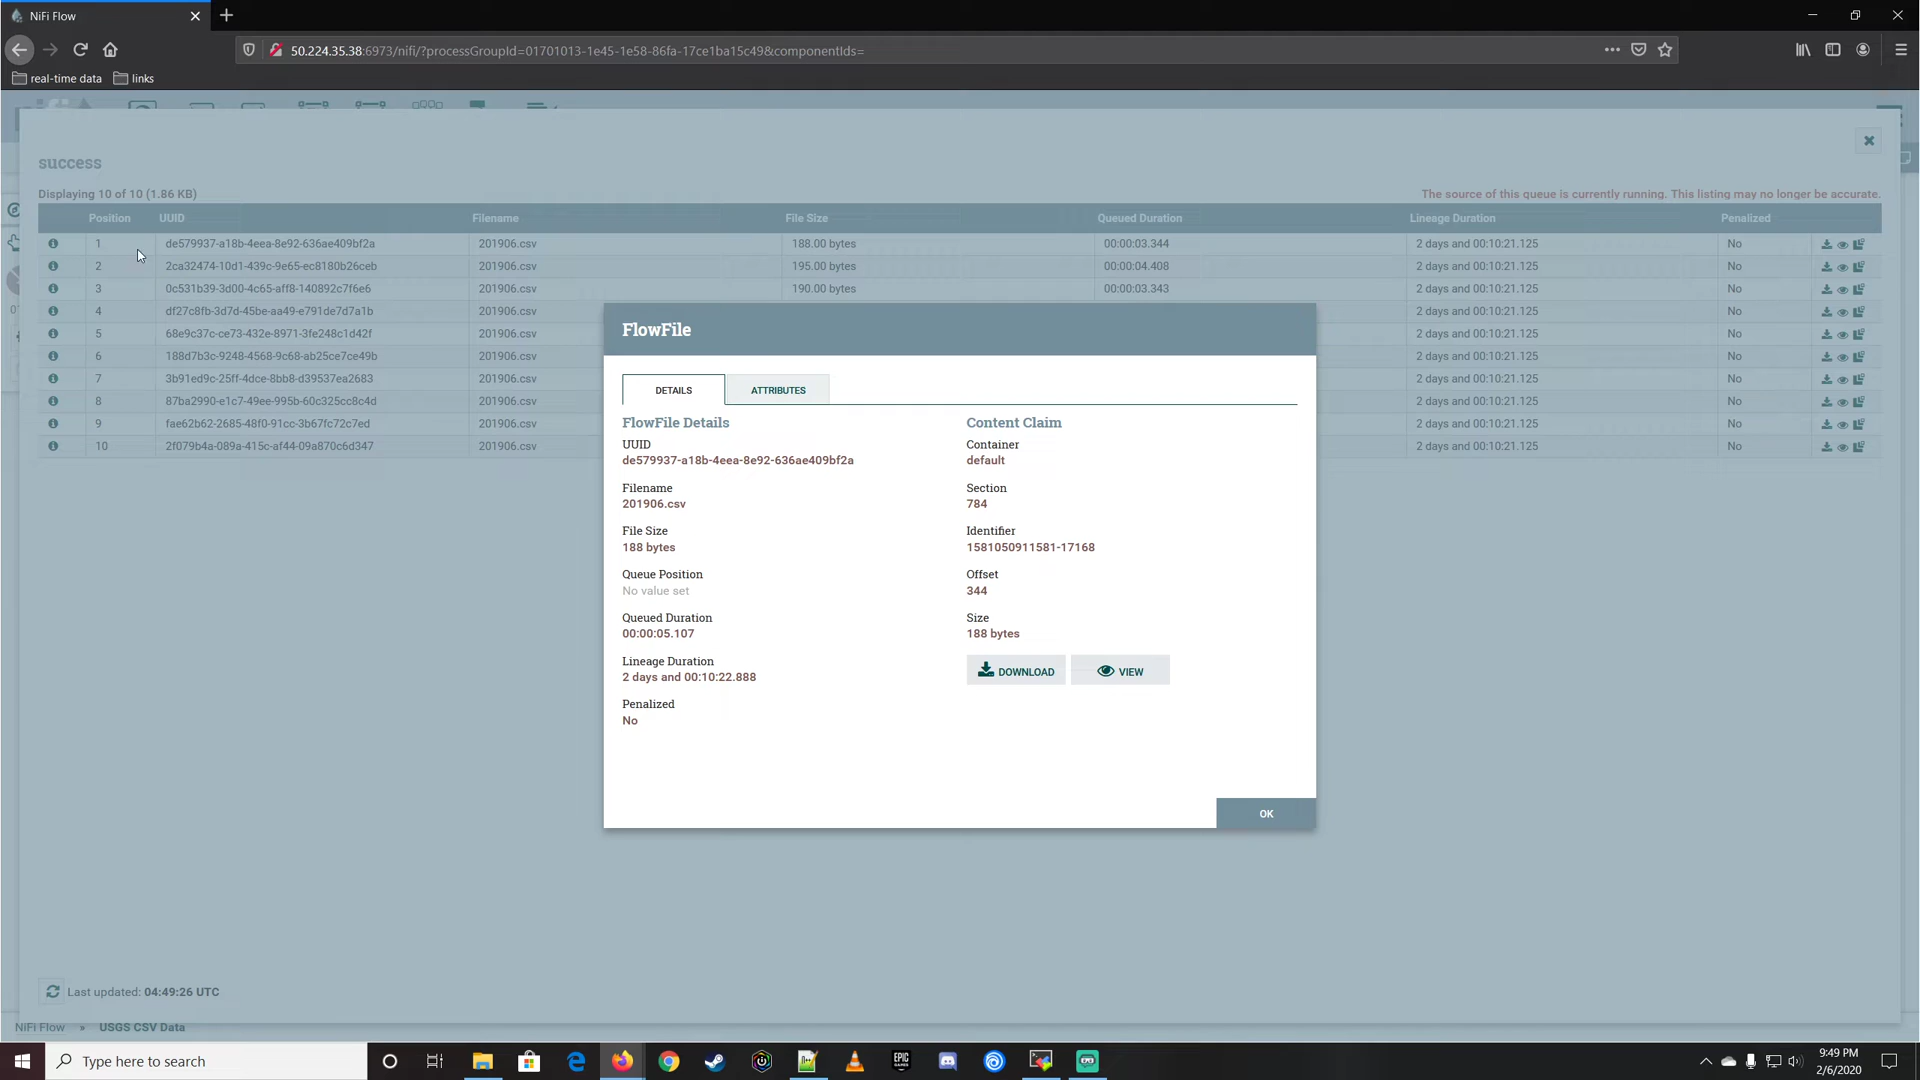 NiFi Flow
50.224.35.38:6973/nifi/?processGroupId=01701013-1e45-1e58-86fa-17ce1ba15c49&componentIds=
real-time data links
success
Displaying 10 of 10 (1.86 KB) The source of this queue is currently running. This listing may no longer be accurate.
Position UUID Filename File Size Queued Duration Lineage Duration Penalized
1 de579937-a18b-4eea-8e92-636ae409bf2a 201906.csv 188.00 bytes 00:00:03.344 2 days and 00:10:21.125 No
2 2ca32474-10d1-439c-9e65-ec8180b26ceb 201906.csv 195.00 bytes 00:00:04.408 2 days and 00:10:21.125 No
3 0c531b39-3d00-4c65-aff8-140892c7f6e6 201906.csv 190.00 bytes 00:00:03.343 2 days and 00:10:21.125 No
4 df27c8fb-3d7d-45be-aa49-e791de7d7a1b 201906.csv 2 days and 00:10:21.125 No
5 68e9c37c-ce73-432e-8971-3fe248c1d42f 201906.csv 2 days and 00:10:21.125 No
6 188d7b3c-9248-4568-9c68-ab25ce7ce49b 201906.csv 2 days and 00:10:21.125 No
7 3b91ed9c-25ff-4dce-8bb8-d39537ea2683 201906.csv 2 days and 00:10:21.125 No
8 87ba2990-e1c7-49ee-995b-60c325cc8c4d 201906.csv 2 days and 00:10:21.125 No
9 fae62b62-2685-48f0-91cc-3b67fc72c7ed 201906.csv 2 days and 00:10:21.125 No
10 2f079b4a-089a-415c-af44-09a870c6d347 201906.csv 2 days and 00:10:21.125 No
FlowFile
DETAILS ATTRIBUTES
FlowFile Details
UUID
de579937-a18b-4eea-8e92-636ae409bf2a
Filename
201906.csv
File Size
188 bytes
Queue Position
No value set
Queued Duration
00:00:05.107
Lineage Duration
2 days and 00:10:22.888
Penalized
No
Content Claim
Container
default
Section
784
Identifier
1581050911581-17168
Offset
344
Size
188 bytes
DOWNLOAD VIEW
OK
Last updated: 04:49:26 UTC
NiFi Flow » USGS CSV Data
Type here to search
EPIC GAMES
9:49 PM
2/6/2020